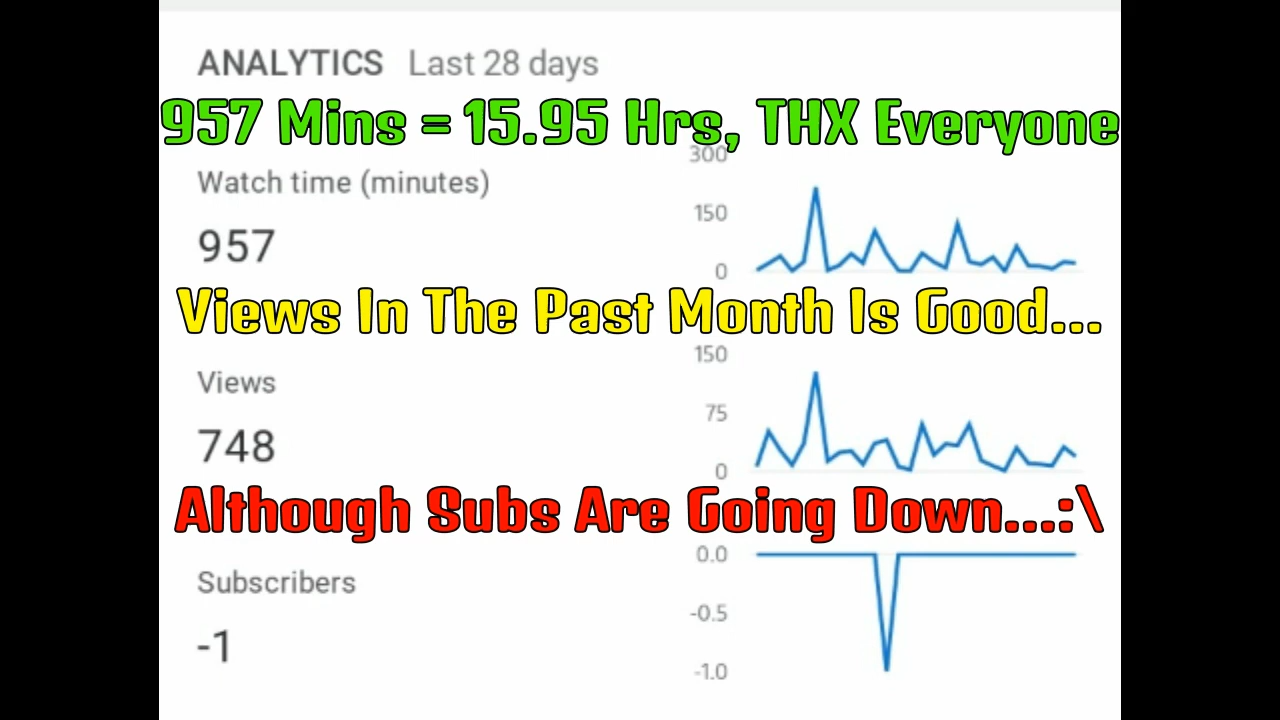 ANALYTICS Last 28 days
957 Mins = 15.95 Hrs, THX Everyone
300
Watch time (minutes)
150
957
0
Views In The Past Month Is Good...
150
Views
75
748
0
Although Subs Are Going Down...:\
0.0
Subscribers
-0.5
-1
-1.0